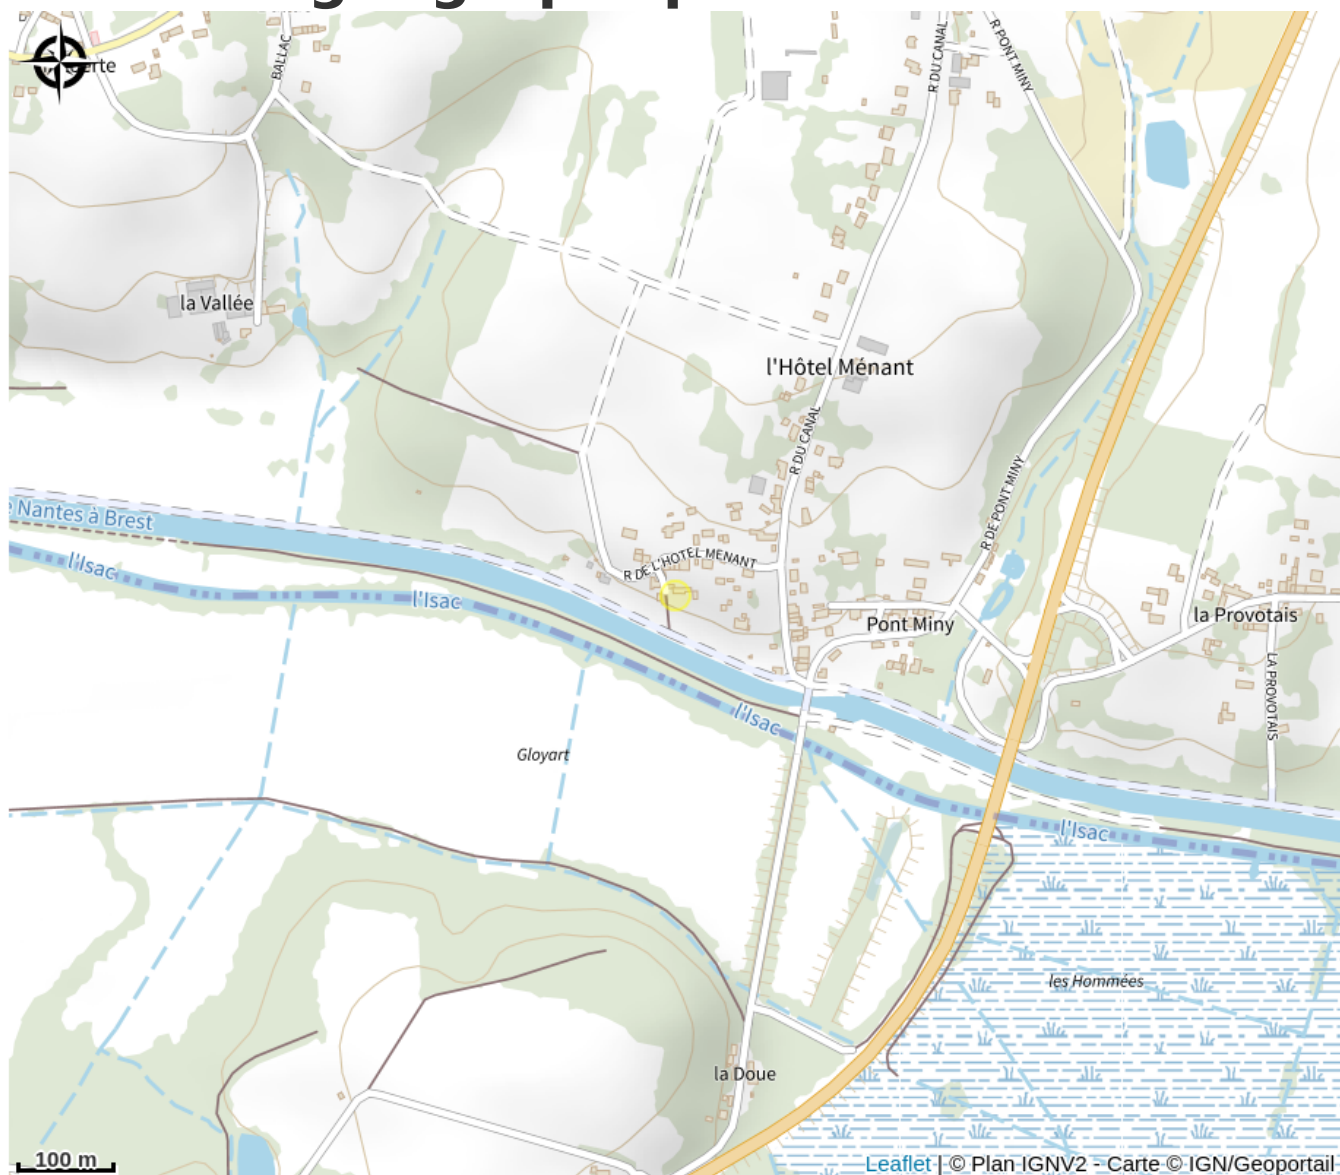 BALLAC
R DU CANAL
R PONT MINY
la Vallée
l'Hôtel Ménant
R DU CANAL
R DE PONT MINY
e Nantes à Brest
l'Isac
l'Isac
R DE L'HOTEL MENANT
Pont Miny
la Provotais
LA PROVOTAIS
l'Isac
Gloyart
l'Isac
les Hommées
la Doue
100 m
Leaflet | © Plan IGNV2 - Carte © IGN/Geoportail